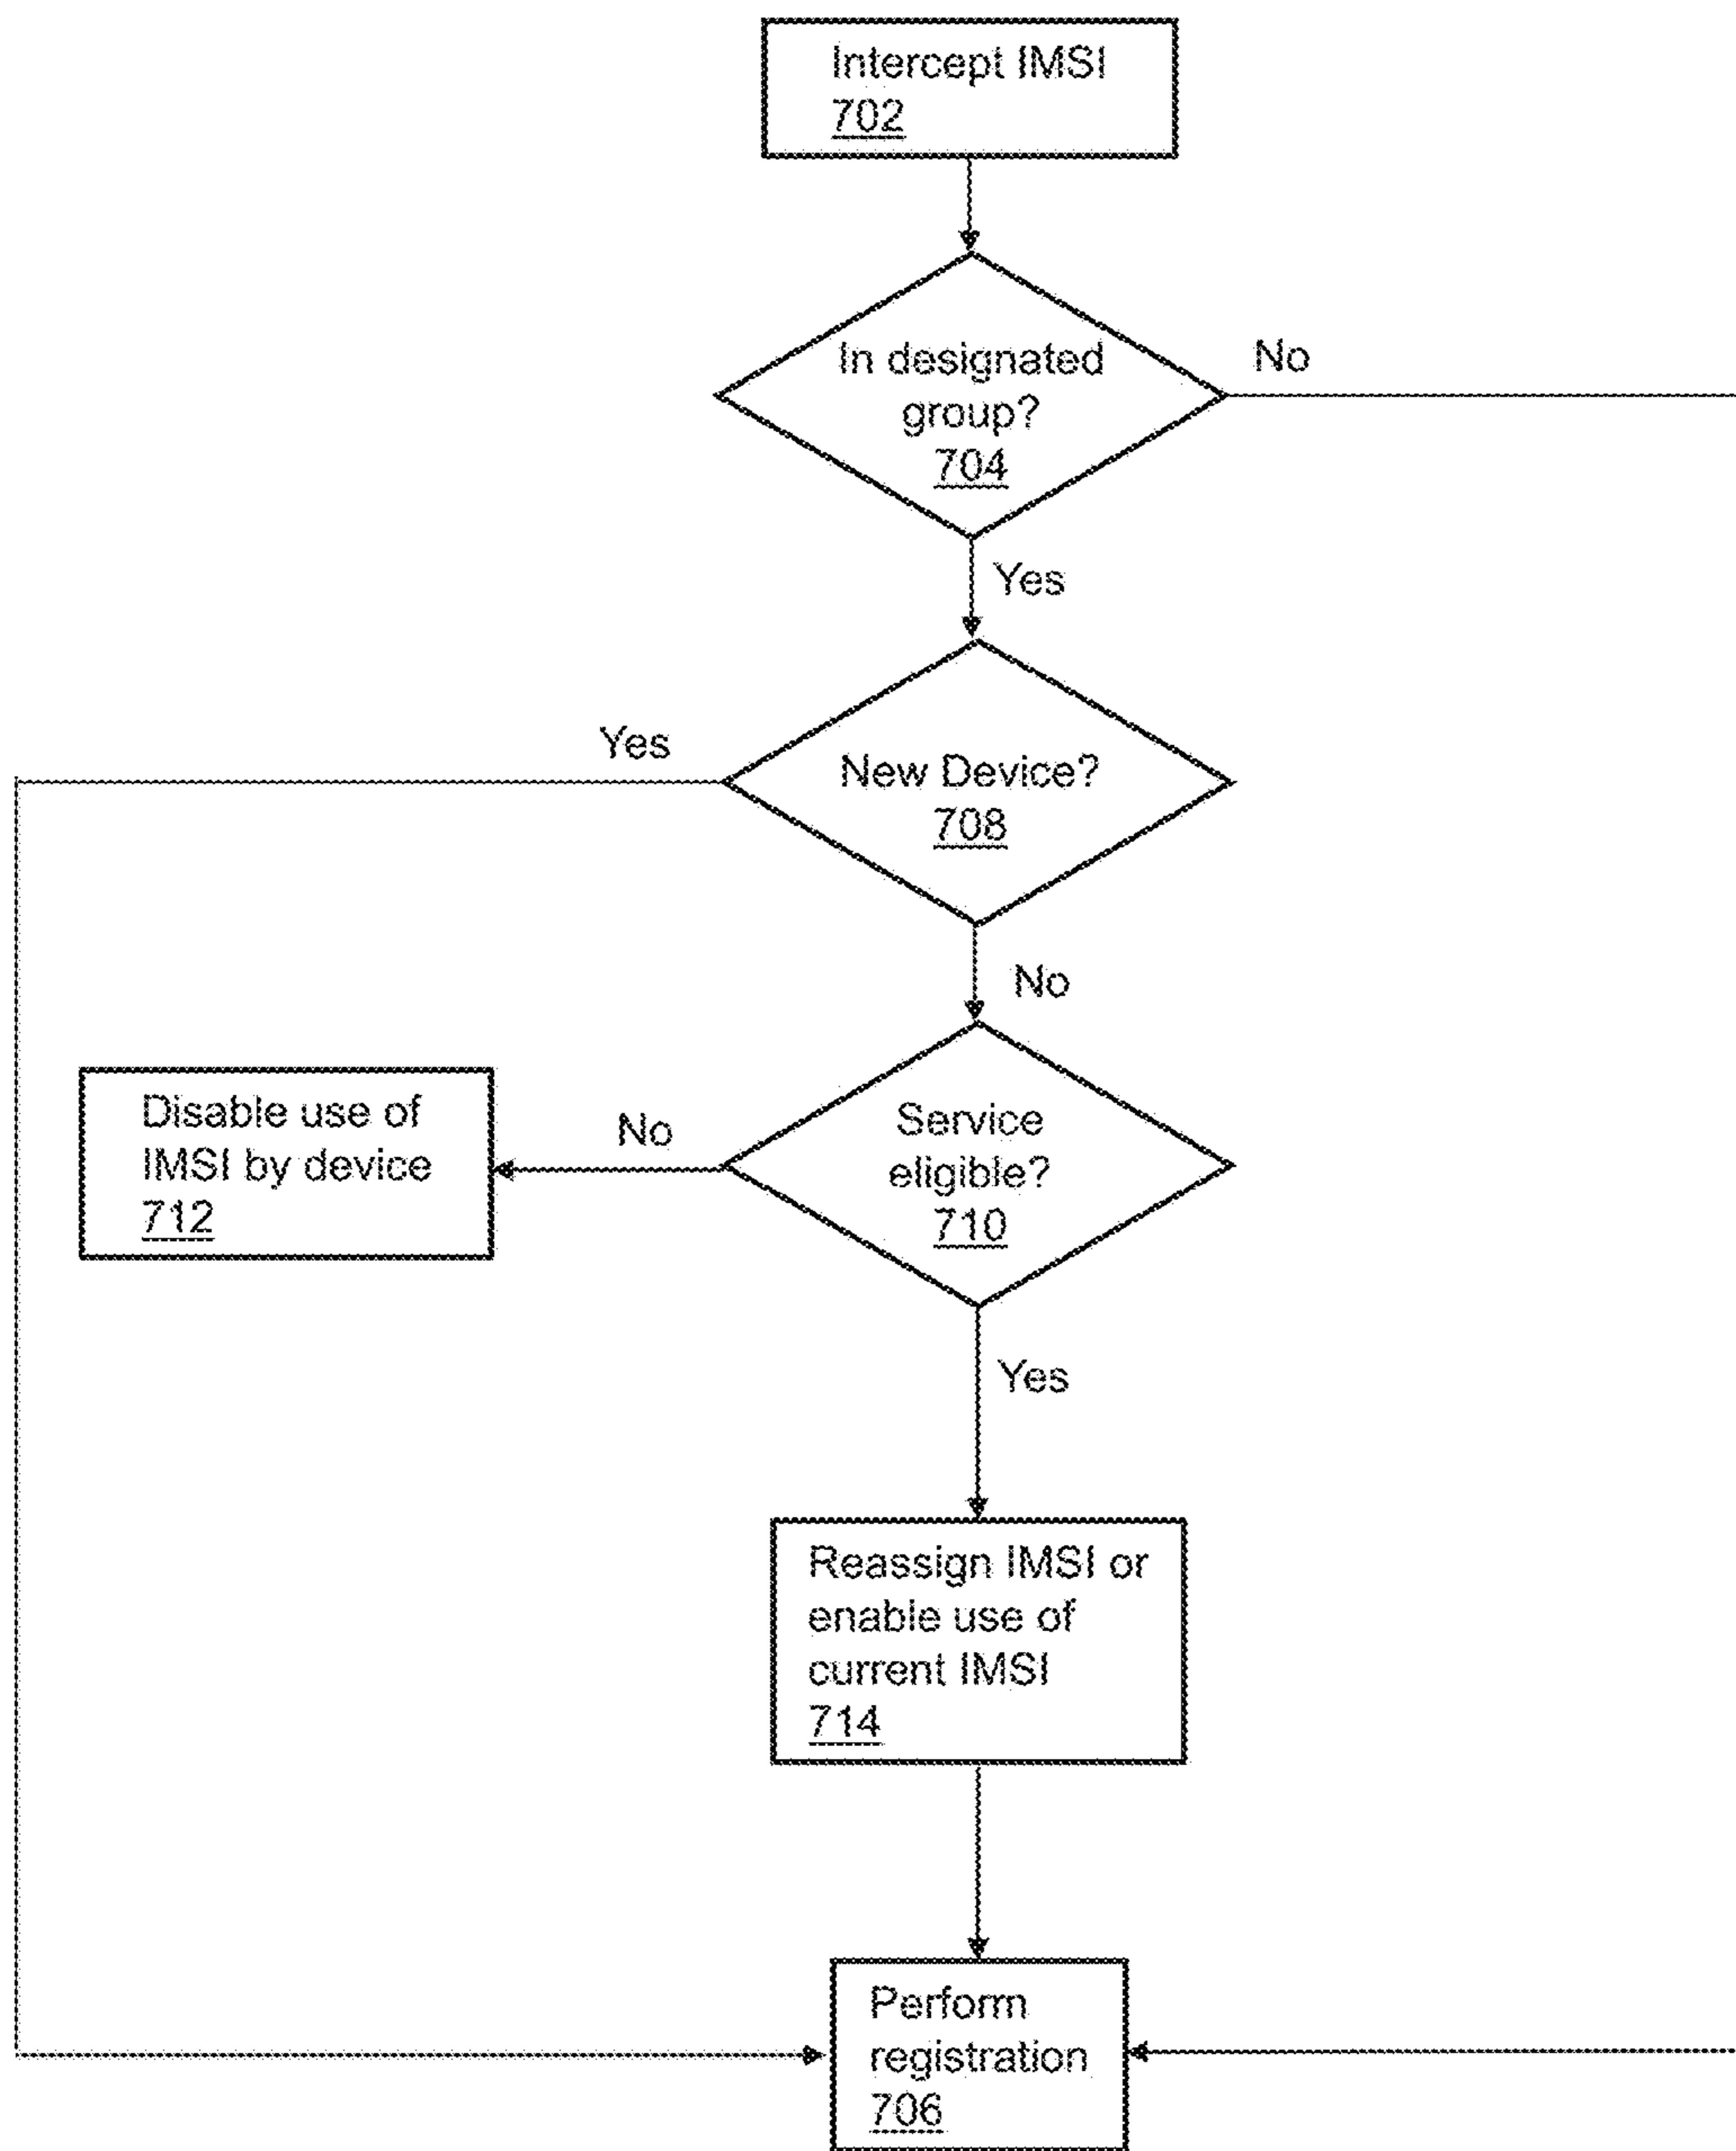 Intercept IMSI
702
In designated
group?
704
No
Yes
New Device?
708
Yes
No
Service
eligible?
710
No
Disable use of
IMSI by device
712
Yes
Reassign IMSI or
enable use of
current IMSI
714
Perform
registration
706